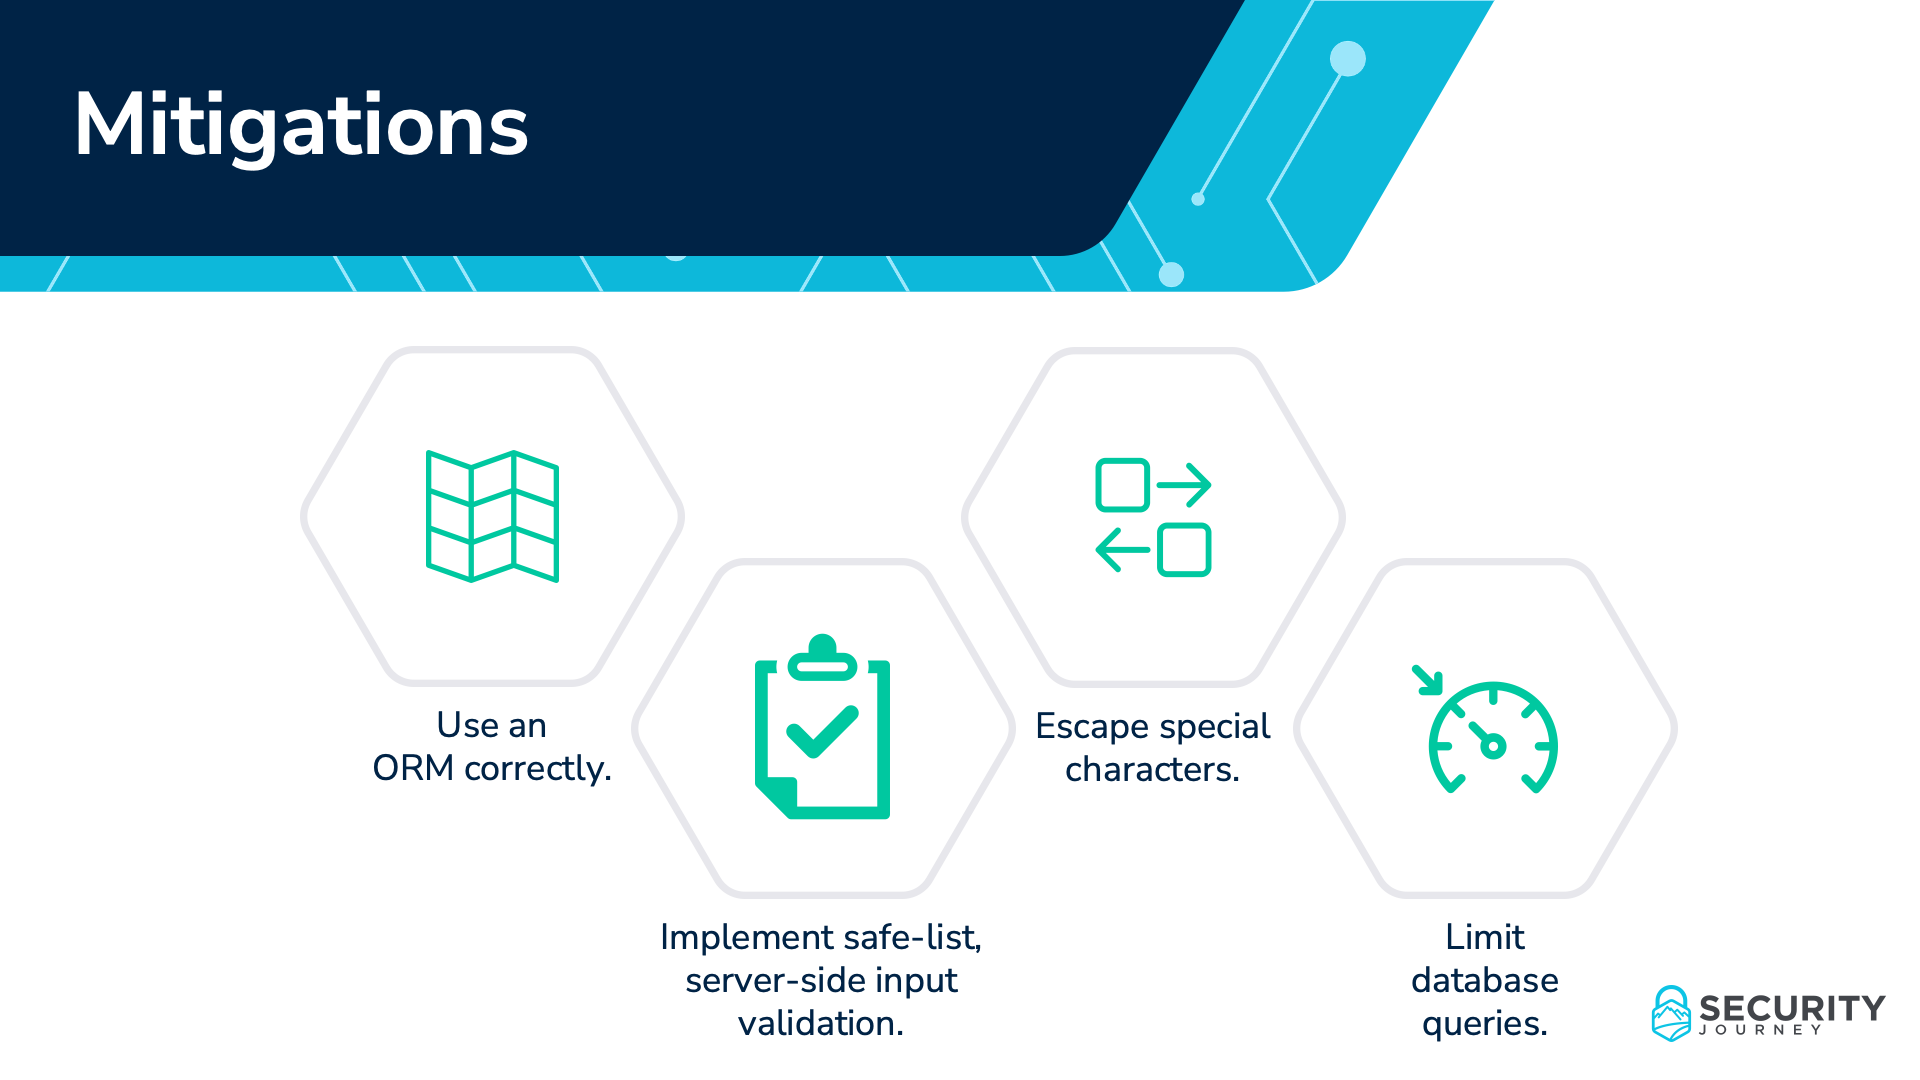 Mitigations
Use an
ORM correctly.
Implement safe-list,
server-side input
validation.
Escape special
characters.
Limit
database
queries.
SECURITY
JOURNEY